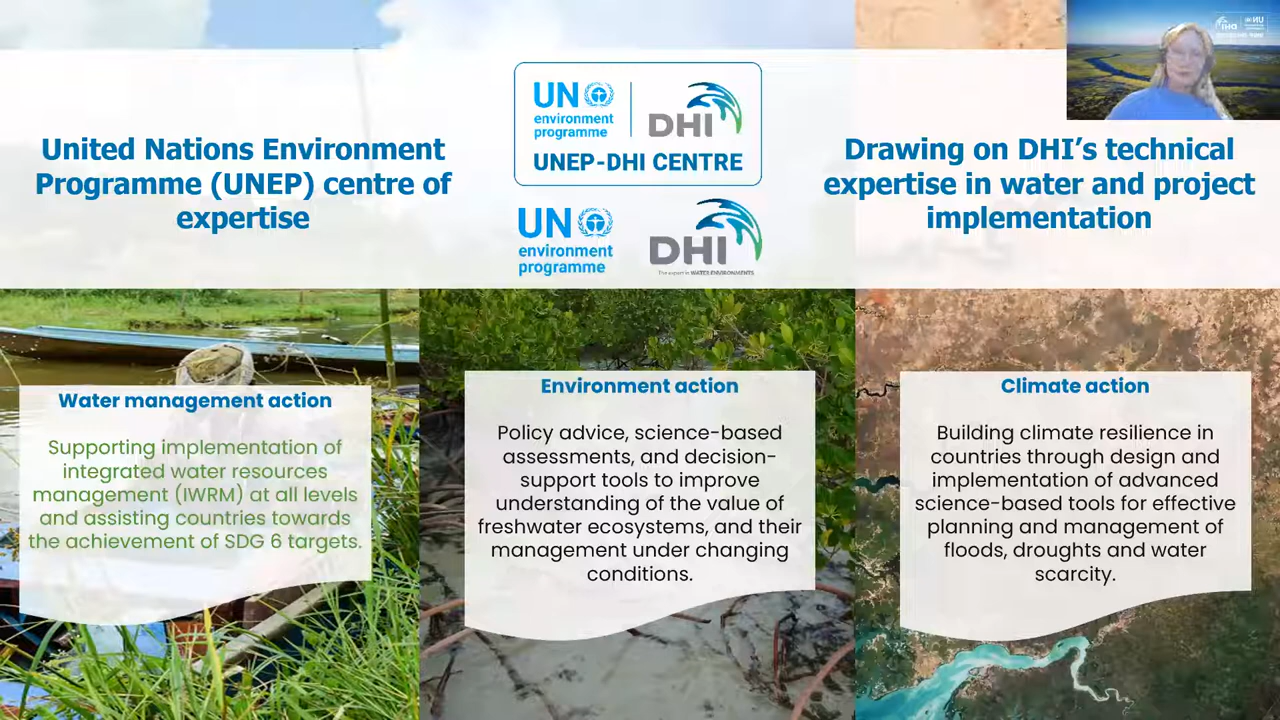 United Nations Environment
Programme (UNEP) centre of
expertise
UN
environment
programme
DHI
UNEP-DHI CENTRE
UN
environment
programme
DHI
The expert in WATER ENVIRONMENTS
Drawing on DHI’s technical
expertise in water and project
implementation
Water management action
Supporting implementation of
integrated water resources
management (IWRM) at all levels
and assisting countries towards
the achievement of SDG 6 targets.
Environment action
Policy advice, science-based
assessments, and decision-
support tools to improve
understanding of the value of
freshwater ecosystems, and their
management under changing
conditions.
Climate action
Building climate resilience in
countries through design and
implementation of advanced
science-based tools for effective
planning and management of
floods, droughts and water
scarcity.